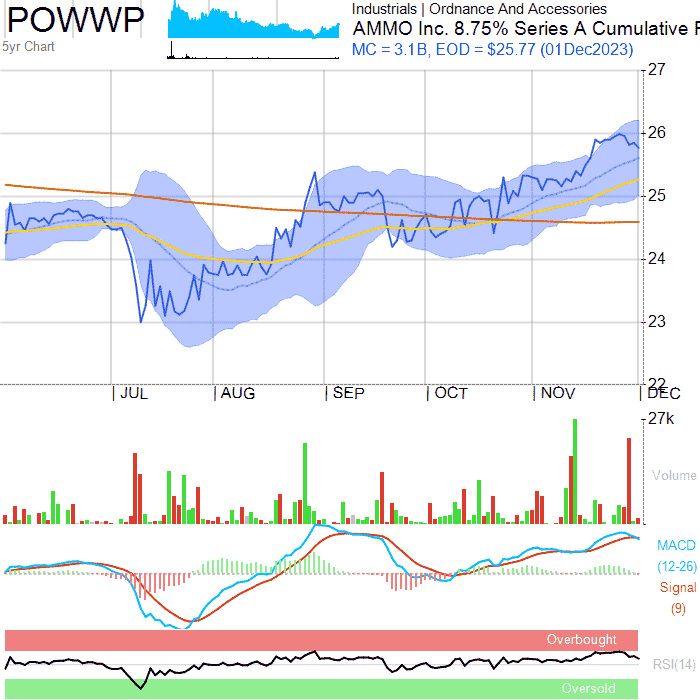 POWWP
5yr Chart
Industrials | Ordnance And Accessories
AMMO Inc. 8.75% Series A Cumulative
MC = 3.1B, EOD = $25.77 (01Dec2023)
27
26
25
24
23
22
JUL
AUG
SEP
OCT
NOV
DEC
27k
Volume
MACD
(12-26)
Signal
(9)
Overbought
RSI(14)
Oversold